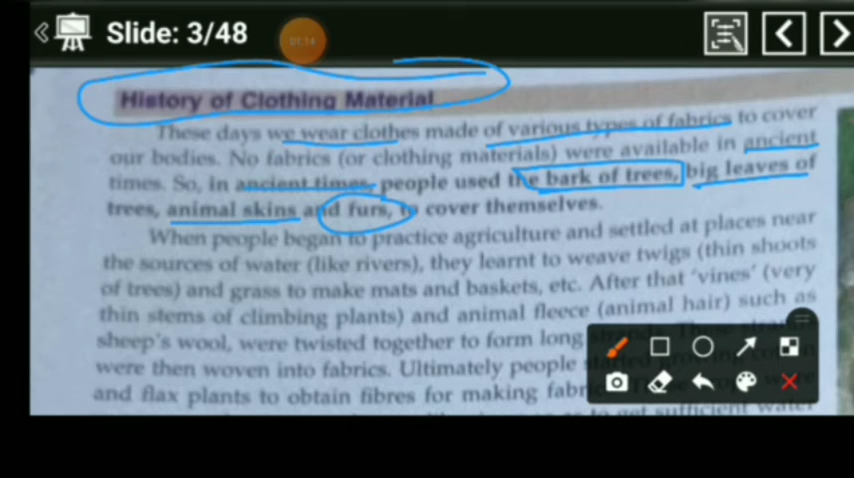 Slide: 3/48
01:14
History of Clothing Material
These days we wear clothes made of various types of fabrics to cover
our bodies. No fabrics (or clothing materials) were available in ancient
times. So, in ancient times, people used the bark of trees, big leaves of
trees, animal skins and furs, to cover themselves.
When people began to practice agriculture and settled at places near
the sources of water (like rivers), they learnt to weave twigs (thin shoots
of trees) and grass to make mats and baskets, etc. After that 'vines' (very
thin stems of climbing plants) and animal fleece (animal hair) such as
sheep's wool, were twisted together to form long
were then woven into fabrics. Ultimately people
and flax plants to obtain fibres for making
to get sufficient water